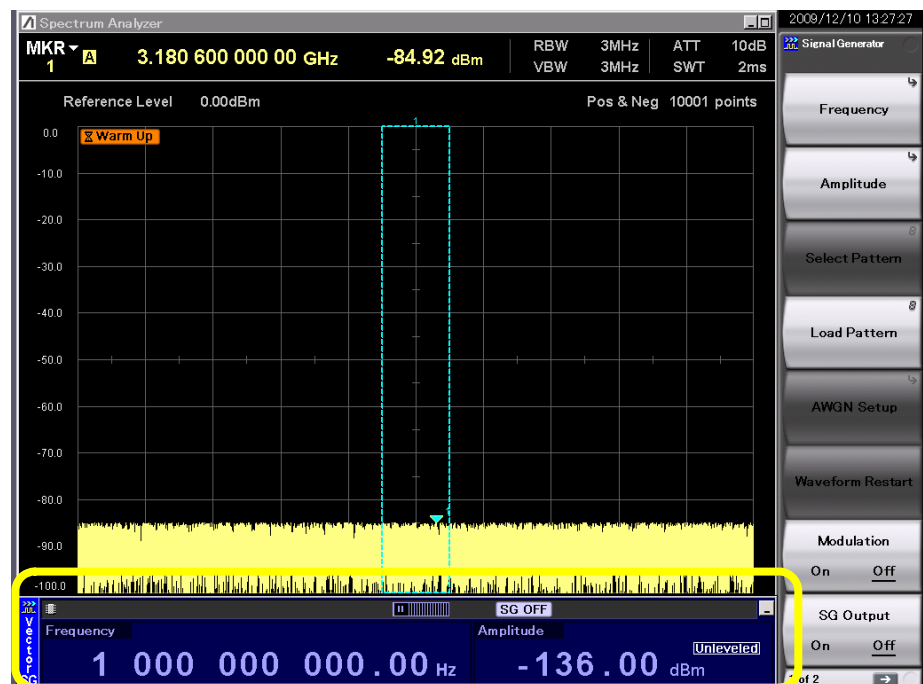 Spectrum Analyzer
2009/12/10 13:27:27
MKR 1 A 3.180 600 000 00 GHz -84.92 dBm
RBW 3MHz ATT 10dB
VBW 3MHz SWT 2ms
Reference Level 0.00dBm Pos & Neg 10001 points
1
Warm Up
0.0
-10.0
-20.0
-30.0
-40.0
-50.0
-60.0
-70.0
-80.0
-90.0
-100.0
Vector SG
SG OFF
Frequency
1 000 000 000.00 Hz
Amplitude
Unleveled
-136.00 dBm
Signal Generator
Frequency
Amplitude
8
Select Pattern
8
Load Pattern
AWGN Setup
Waveform Restart
Modulation
On Off
SG Output
On Off
of 2